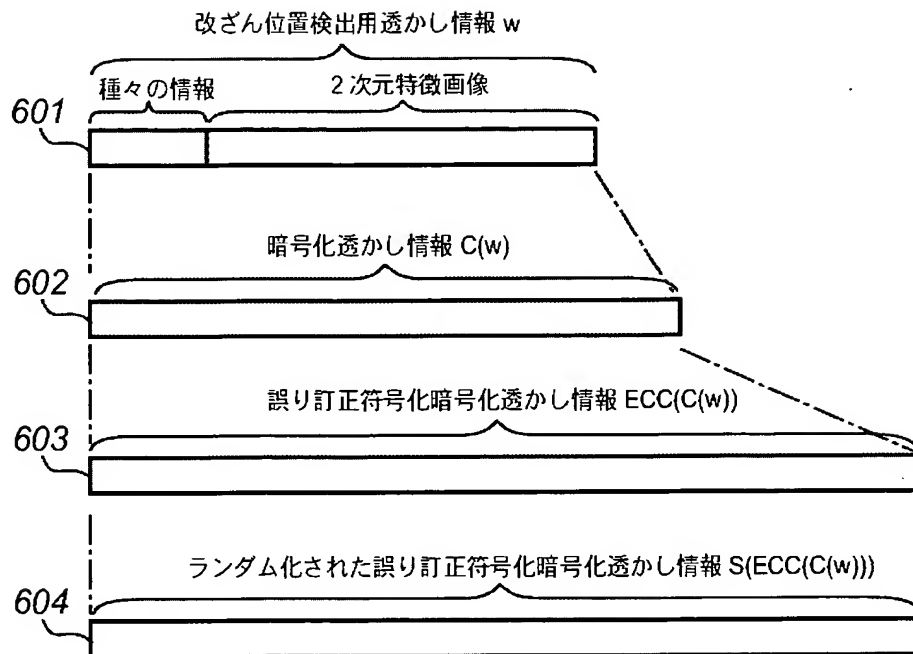 改ざん位置検出用透かし情報 w
種々の情報
2次元特徴画像
601
暗号化透かし情報 C(w)
602
誤り訂正符号化暗号化透かし情報 ECC(C(w))
603
ランダム化された誤り訂正符号化暗号化透かし情報 S(ECC(C(w)))
604